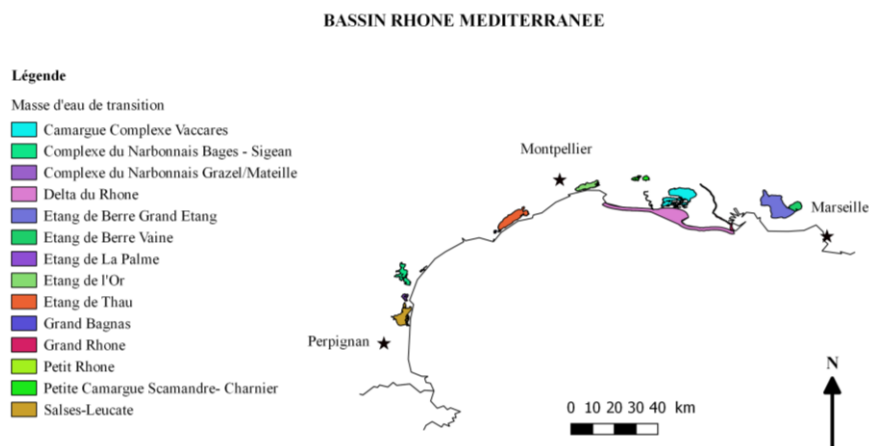 BASSIN RHONE MEDITERRANEE
Légende
Masse d'eau de transition
Camargue Complexe Vaccares
Complexe du Narbonnais Bages - Sigean
Complexe du Narbonnais Grazel/Mateille
Delta du Rhone
Etang de Berre Grand Etang
Etang de Berre Vaine
Etang de La Palme
Etang de l'Or
Etang de Thau
Grand Bagnas
Grand Rhone
Petit Rhone
Petite Camargue Scamandre- Charnier
Salses-Leucate
Montpellier
Marseille
Perpignan
N
0 10 20 30 40 km